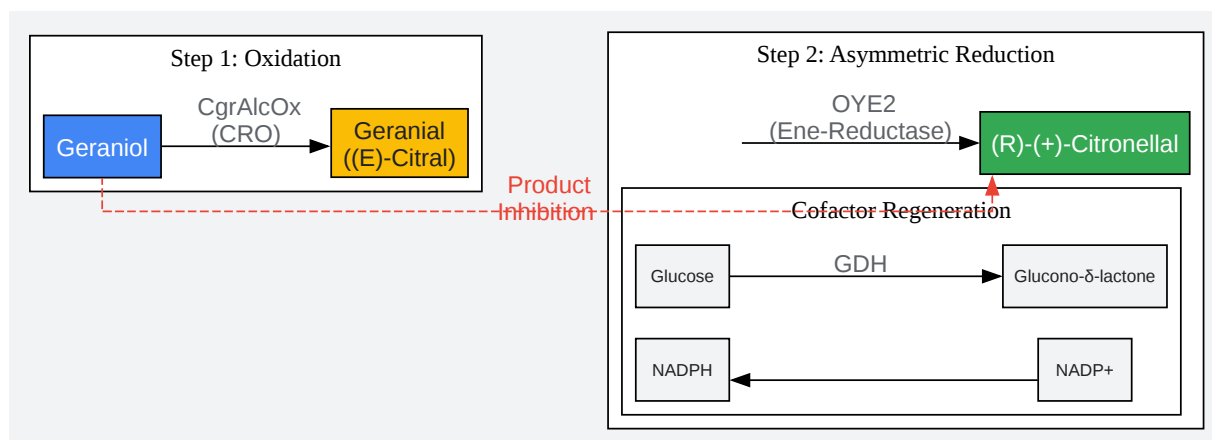 Step 1: Oxidation
Geraniol
CgrAlcOx
(CRO)
Geranial
((E)-Citral)
Product
Inhibition
Step 2: Asymmetric Reduction
OYE2
(Ene-Reductase)
(R)-(+)-Citronellal
Cofactor Regeneration
Glucose
GDH
Glucono-δ-lactone
NADPH
NADP+